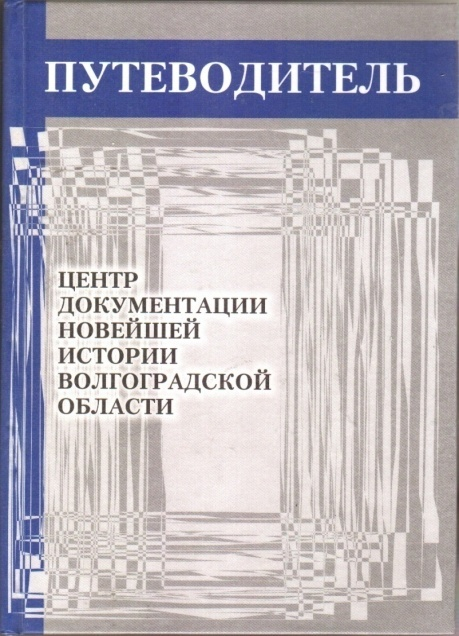 ПУТЕВОДИТЕЛЬ
ЦЕНТР
ДОКУМЕНТАЦИИ
НОВЕЙШЕЙ
ИСТОРИИ
ВОЛГОГРАДСКОЙ
ОБЛАСТИ